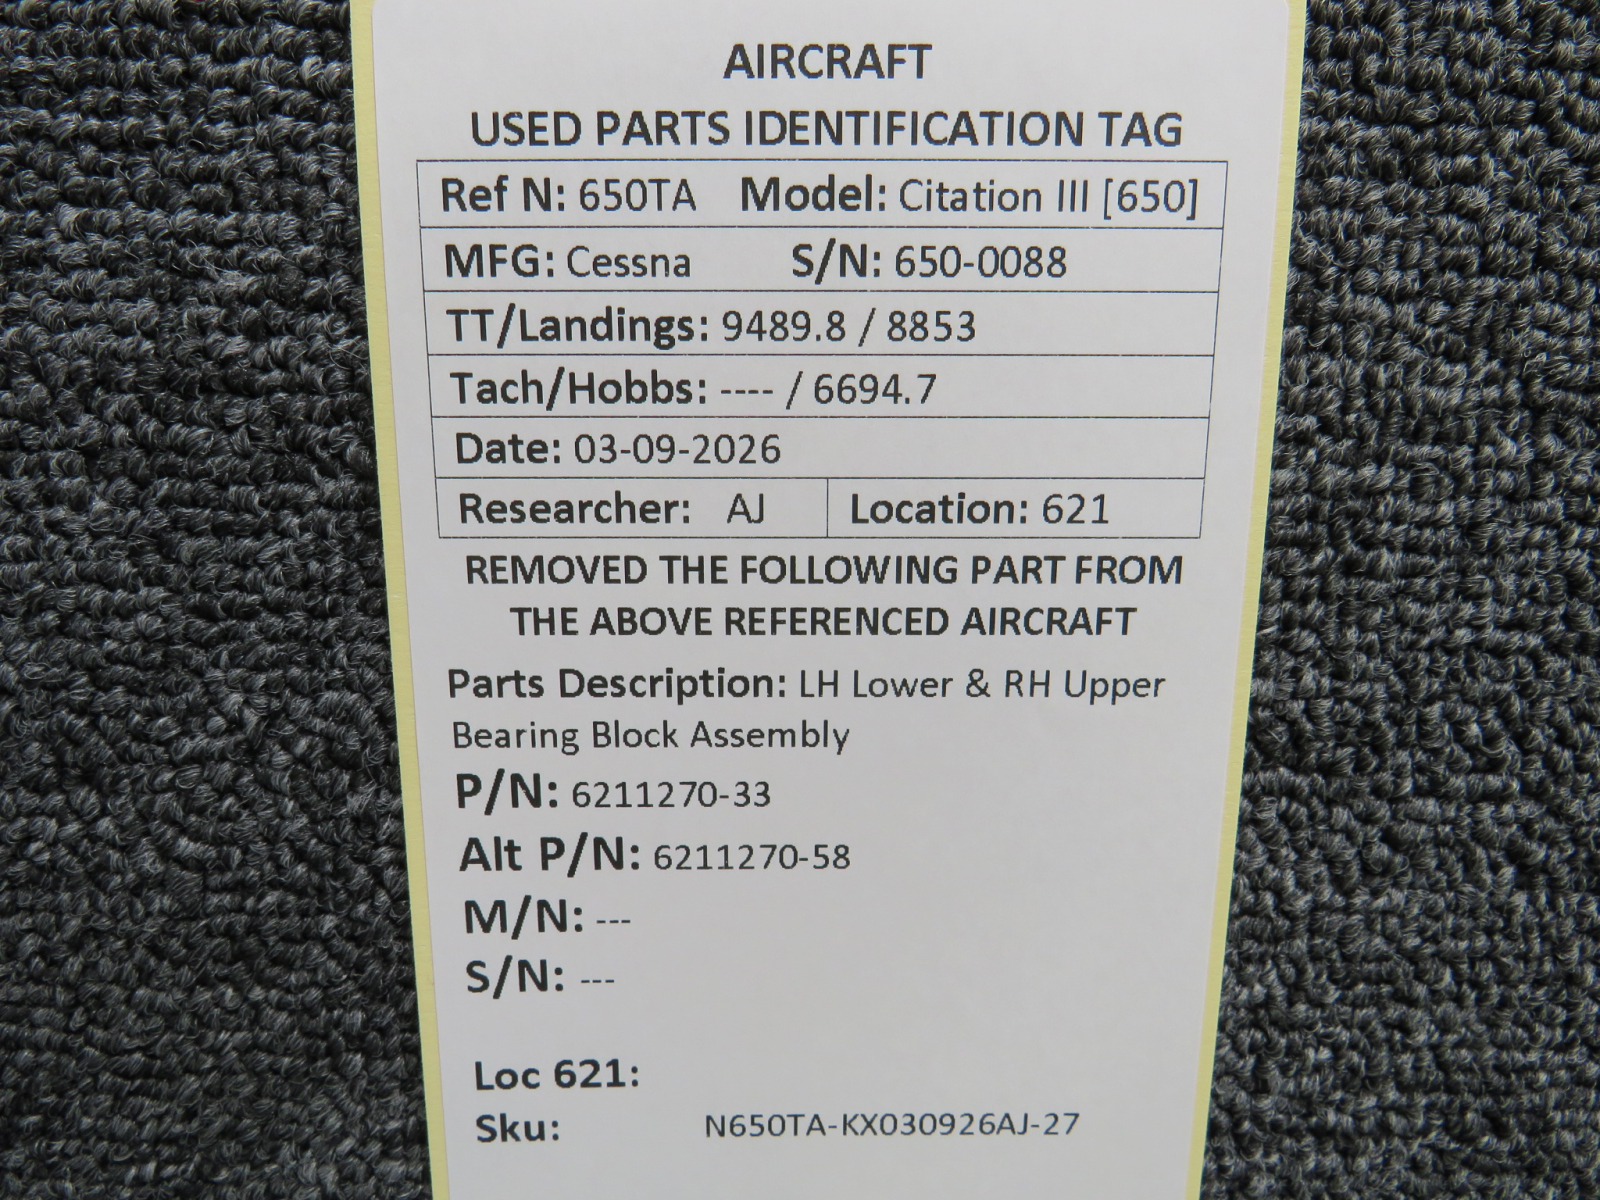 AIRCRAFT
USED PARTS IDENTIFICATION TAG
Ref N: 650TA Model: Citation III [650]
MFG: Cessna S/N: 650-0088
TT/Landings: 9489.8 / 8853
Tach/Hobbs: ---- / 6694.7
Date: 03-09-2026
Researcher: AJ Location: 621
REMOVED THE FOLLOWING PART FROM
THE ABOVE REFERENCED AIRCRAFT
Parts Description: LH Lower & RH Upper
Bearing Block Assembly
P/N: 6211270-33
Alt P/N: 6211270-58
M/N: ---
S/N: ---
Loc 621:
Sku: N650TA-KX030926AJ-27